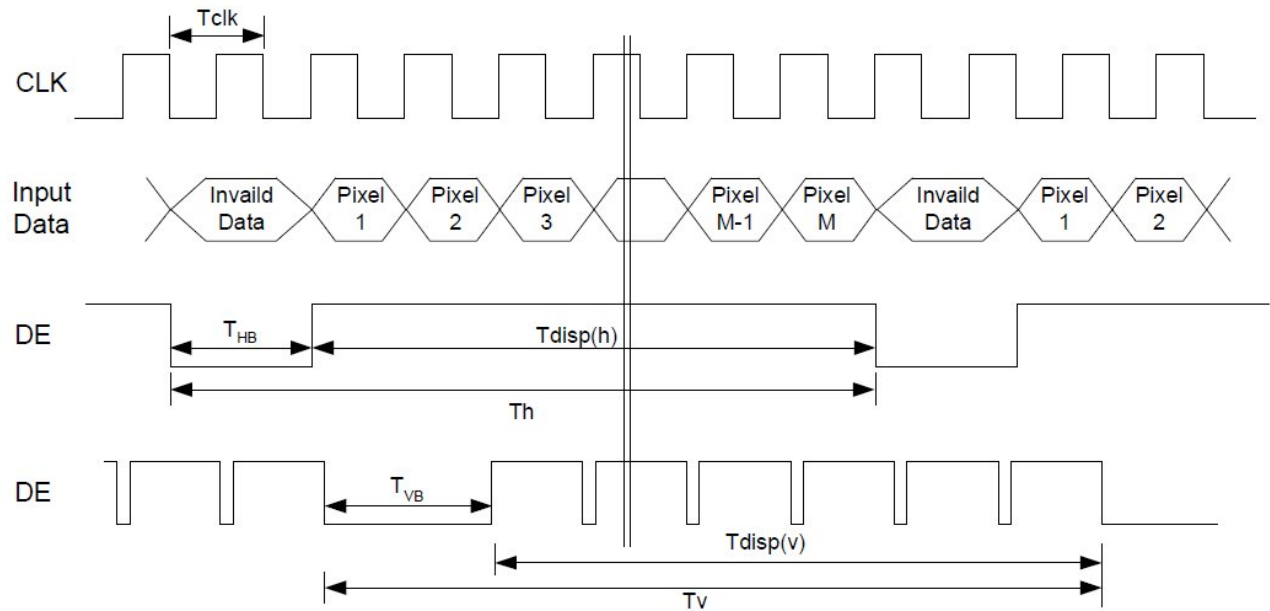 Tclk
CLK
Input
Data
Invaild
Data
Pixel
1
Pixel
2
Pixel
3
Pixel
M-1
Pixel
M
Invaild
Data
Pixel
1
Pixel
2
DE
THB
Tdisp(h)
Th
DE
TVB
Tdisp(v)
Tv